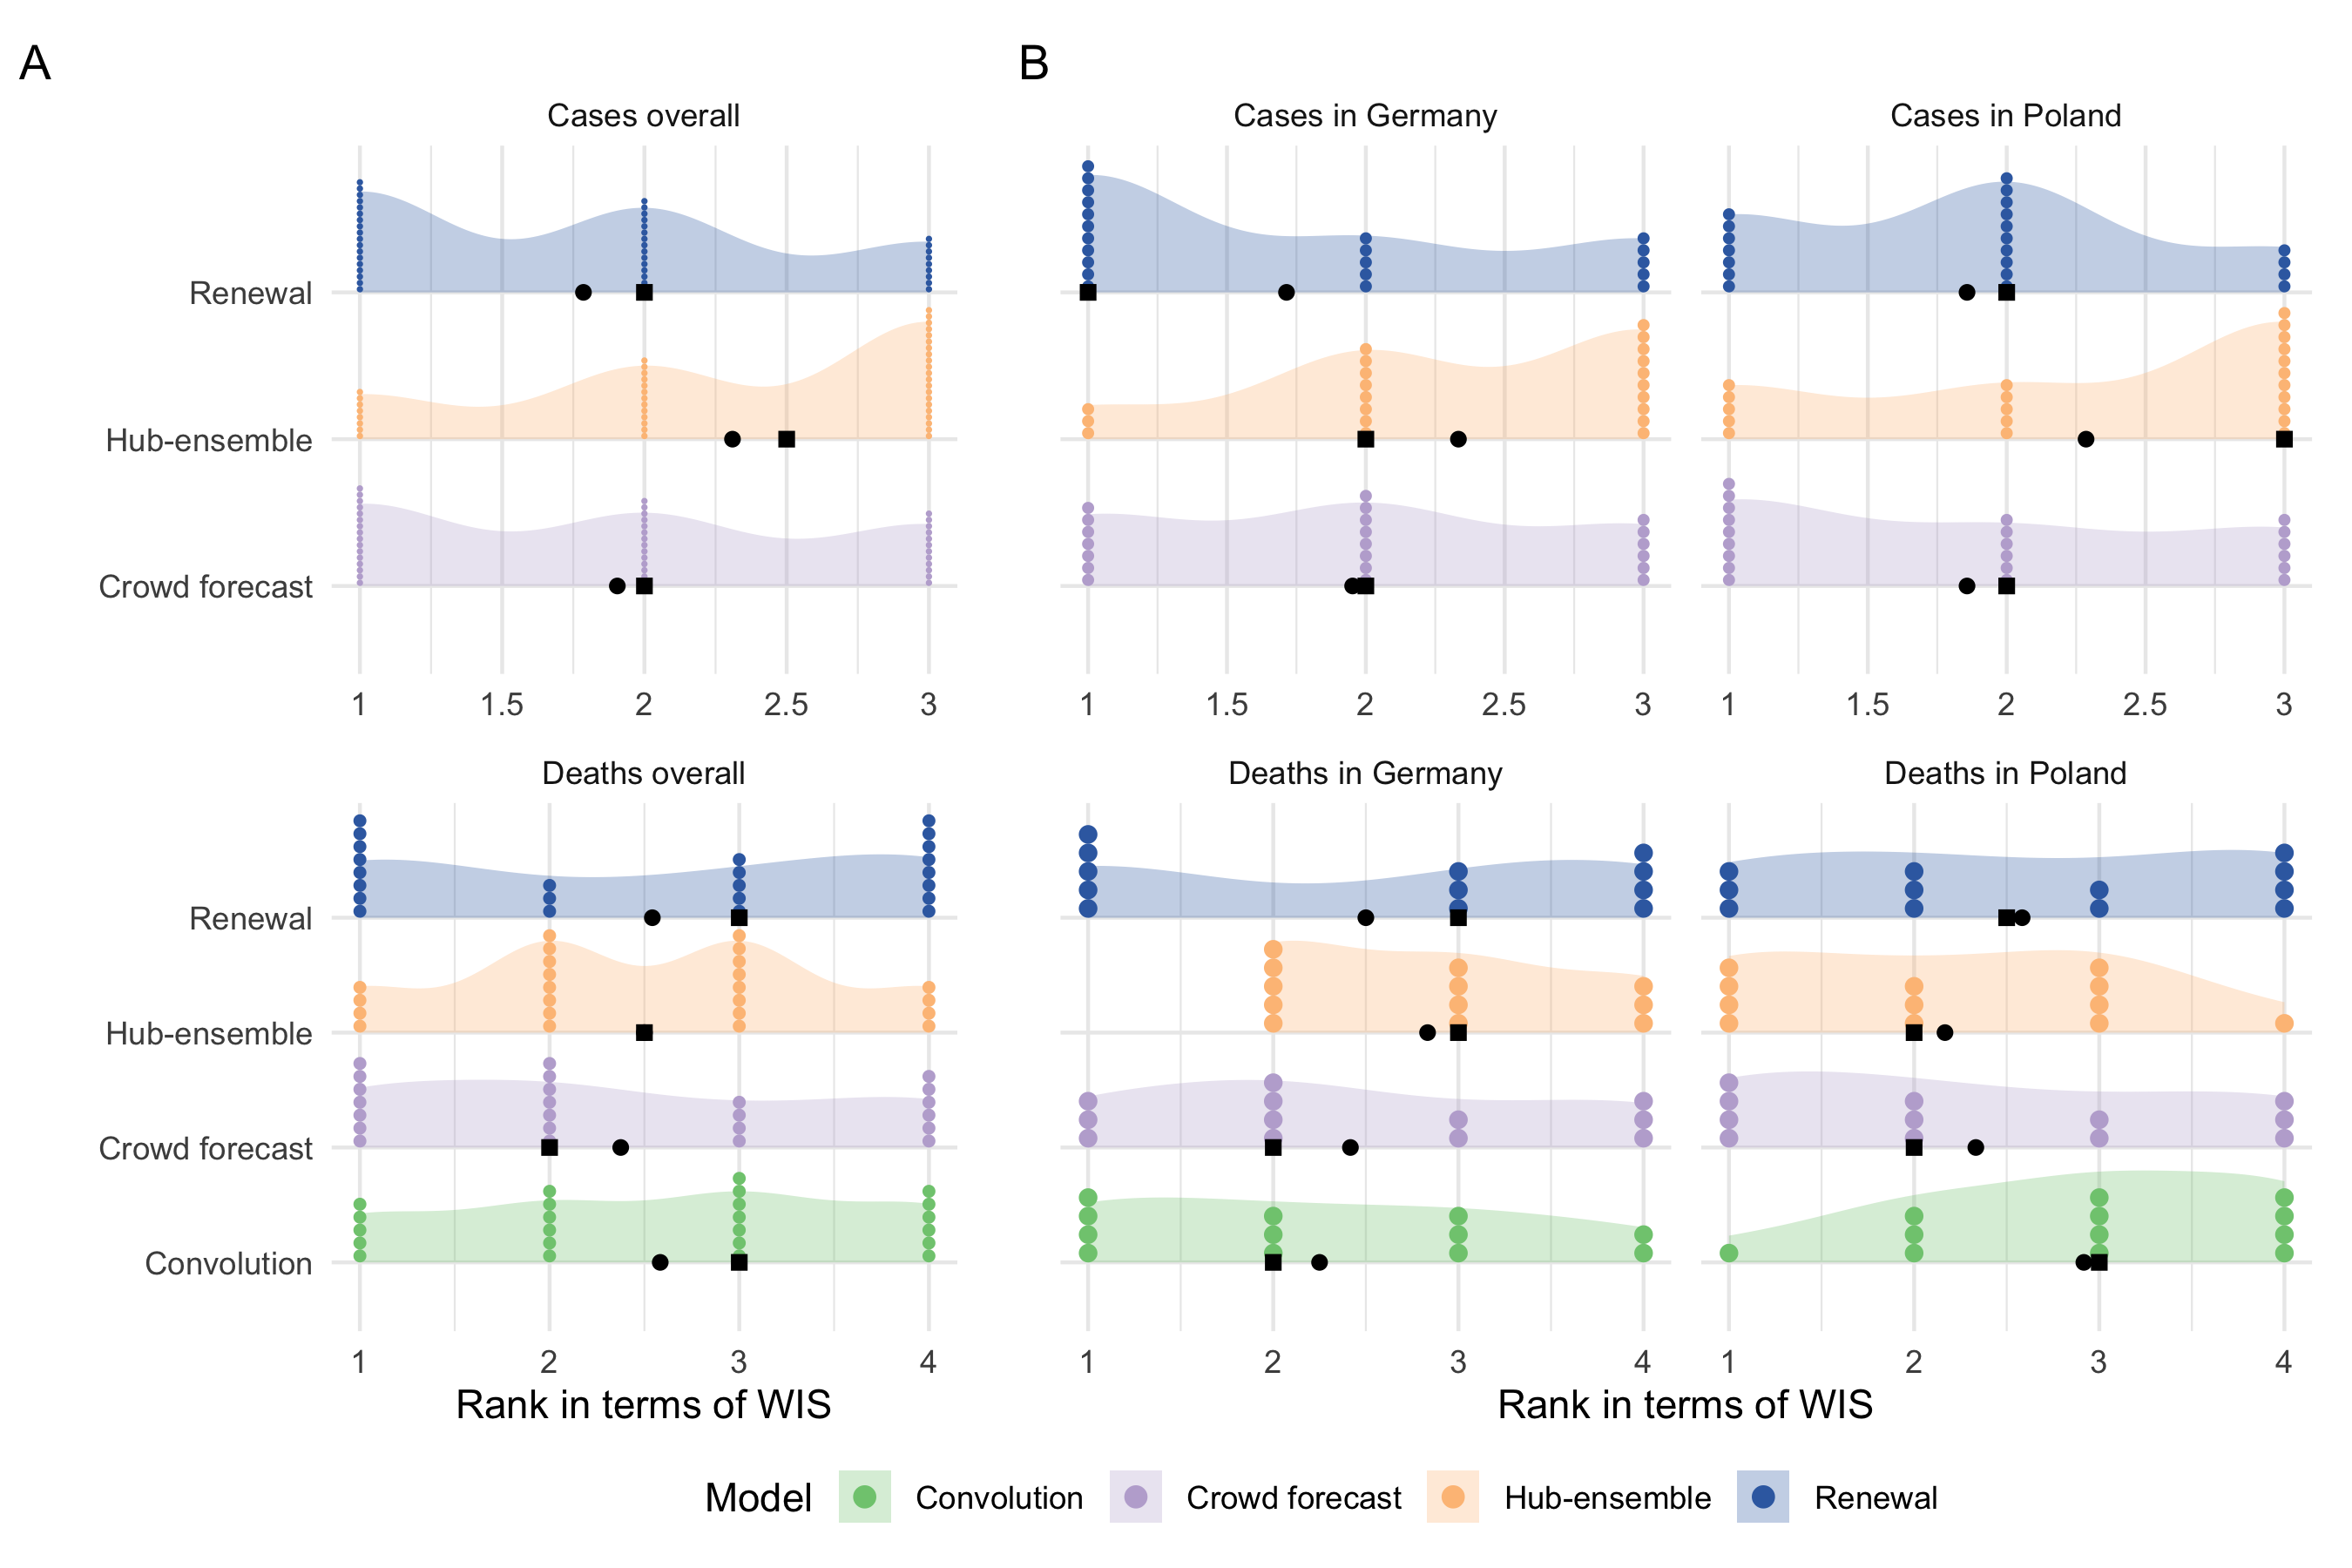 A
B
Cases overall
Cases in Germany
Cases in Poland
Renewal
Hub-ensemble
Crowd forecast
1 1.5 2 2.5 3
1 1.5 2 2.5 3
1 1.5 2 2.5 3
Deaths overall
Deaths in Germany
Deaths in Poland
Renewal
Hub-ensemble
Crowd forecast
Convolution
1 2 3 4
1 2 3 4
1 2 3 4
Rank in terms of WIS
Rank in terms of WIS
Model Convolution Crowd forecast Hub-ensemble Renewal